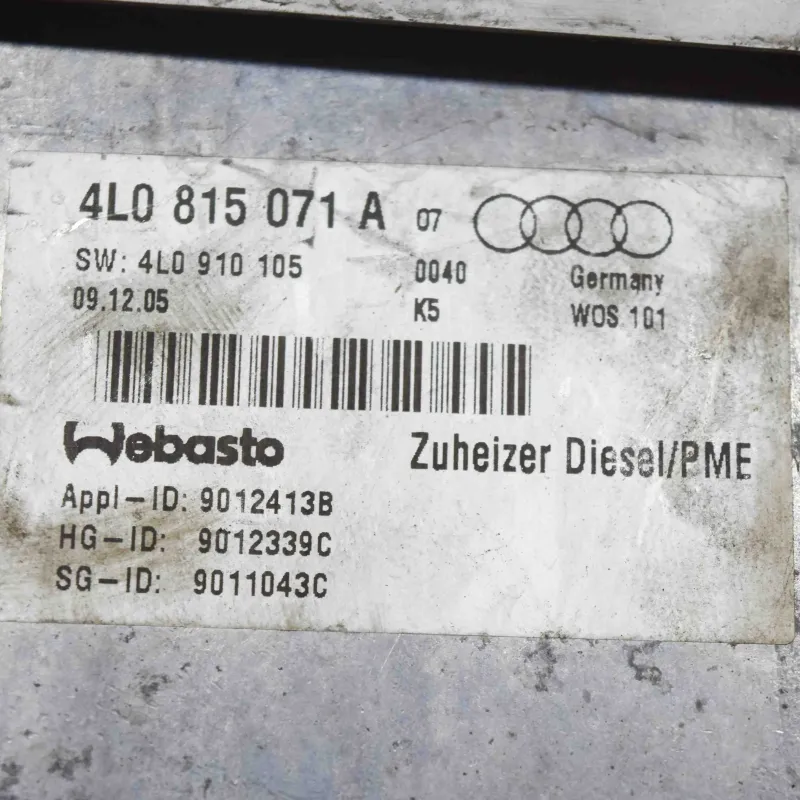 4L0 815 071 A 07
SW: 4L0 910 105 0040 Germany
09.12.05 K5 WOS 101
Webasto Zuheizer Diesel/PME
Appl-ID: 9012413B
HG-ID: 9012339C
SG-ID: 9011043C